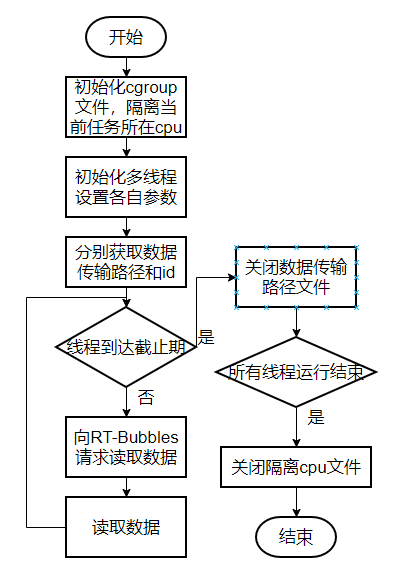 开始
初始化cgroup
文件，隔离当
前任务所在cpu
初始化多线程
设置各自参数
分别获取数据
传输路径和id
线程到达截止期
是
否
向RT-Bubbles
请求读取数据
读取数据
关闭数据传输
路径文件
所有线程运行结束
是
关闭隔离cpu文件
结束